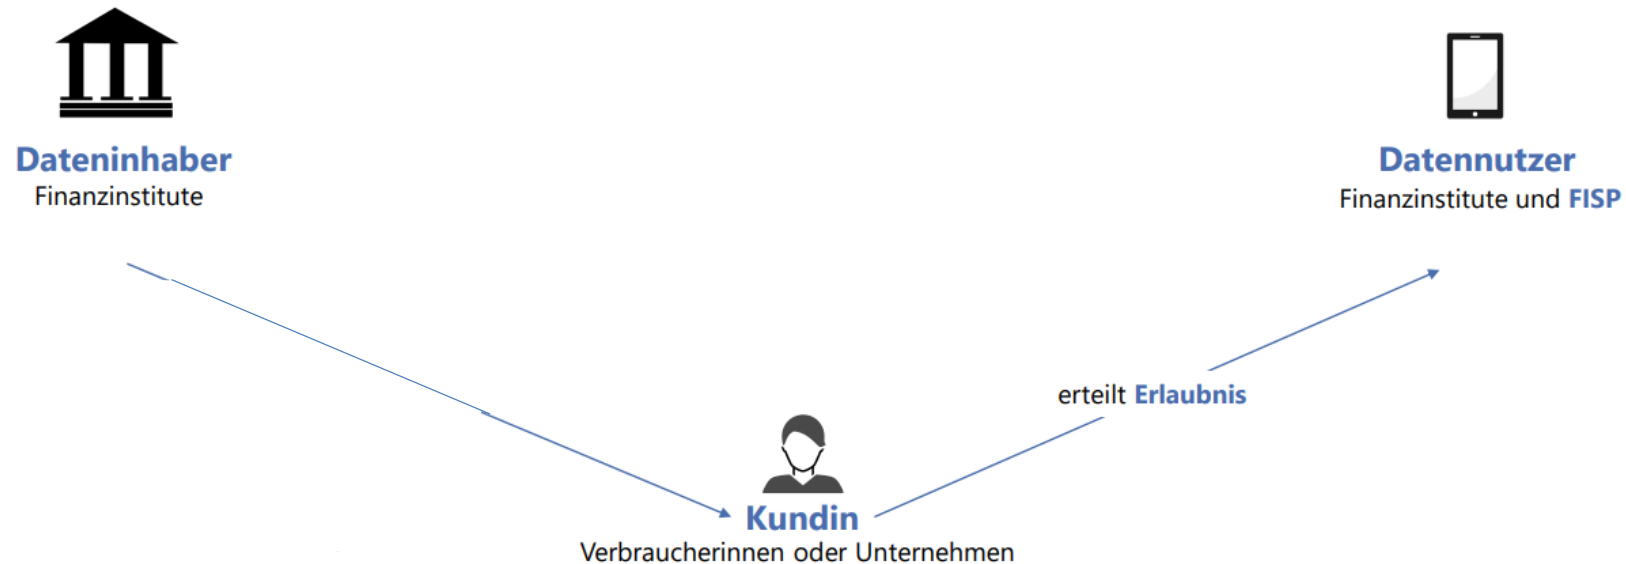 Dateninhaber
Finanzinstitute
Datennutzer
Finanzinstitute und FISP
erteilt Erlaubnis
Kundin
Verbraucherinnen oder Unternehmen